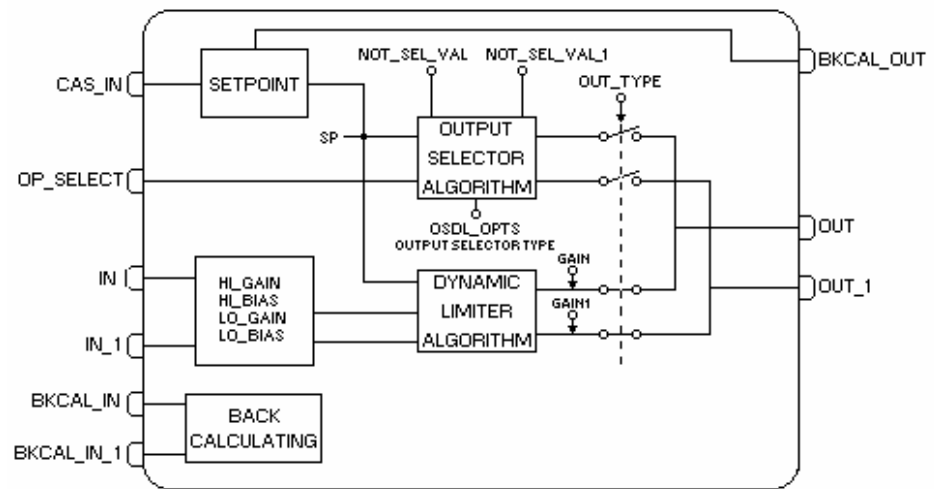 BKCAL_OUT
NOT_SEL_VAL
NOT_SEL_VAL_1
CAS_IN
SETPOINT
OUT_TYPE
SP
OUTPUT
SELECTOR
ALGORITHM
OP_SELECT
OSDL_OPTS
OUTPUT SELECTOR TYPE
OUT
IN
HI_GAIN
HI_BIAS
LO_GAIN
LO_BIAS
DYNAMIC
LIMITER
ALGORITHM
GAIN
GAIN1
OUT_1
IN_1
BKCAL_IN
BACK
CALCULATING
BKCAL_IN_1